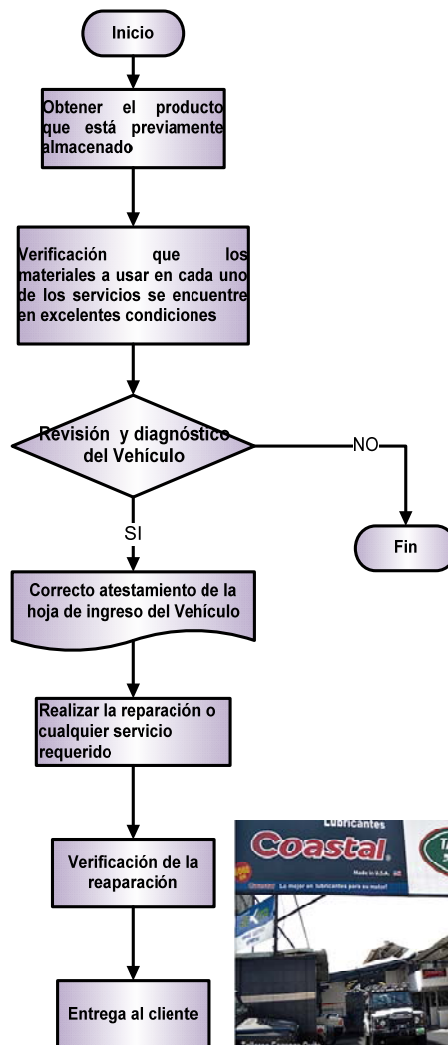 Inicio
Obtener el producto
que está previamente
almacenado
Verificación que los
materiales a usar en cada uno
de los servicios se encuentre
en excelentes condiciones
Revisión y diagnóstico
del Vehículo
NO
SI
Fin
Correcto atestamiento de la
hoja de ingreso del Vehículo
Realizar la reparación o
cualquier servicio
requerido
Verificación de la
reaparación
Entrega al cliente
Lubricantes
Coastal
Made in U.S.A.
Lo mejor en lubricantes para su motor!